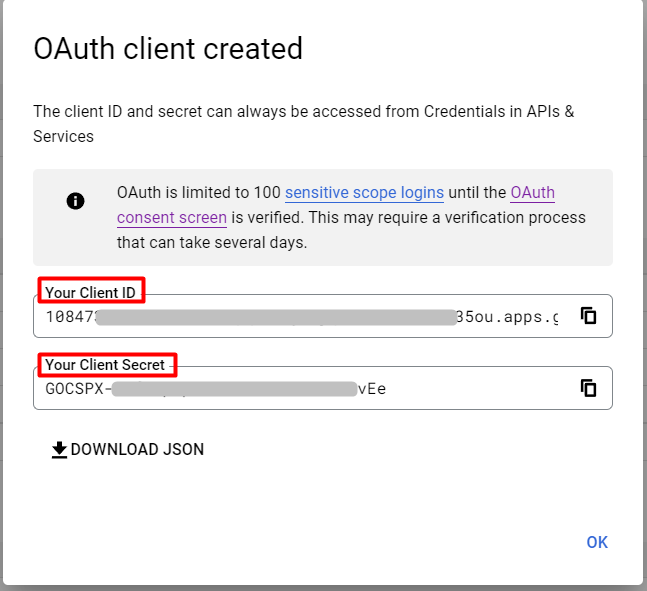 OAuth client created
The client ID and secret can always be accessed from Credentials in APIs &
Services
OAuth is limited to 100 sensitive scope logins until the OAuth
consent screen is verified. This may require a verification process
that can take several days.
Your Client ID
10847 35ou.apps.g
Your Client Secret
GOCSPX- vEe
DOWNLOAD JSON
OK